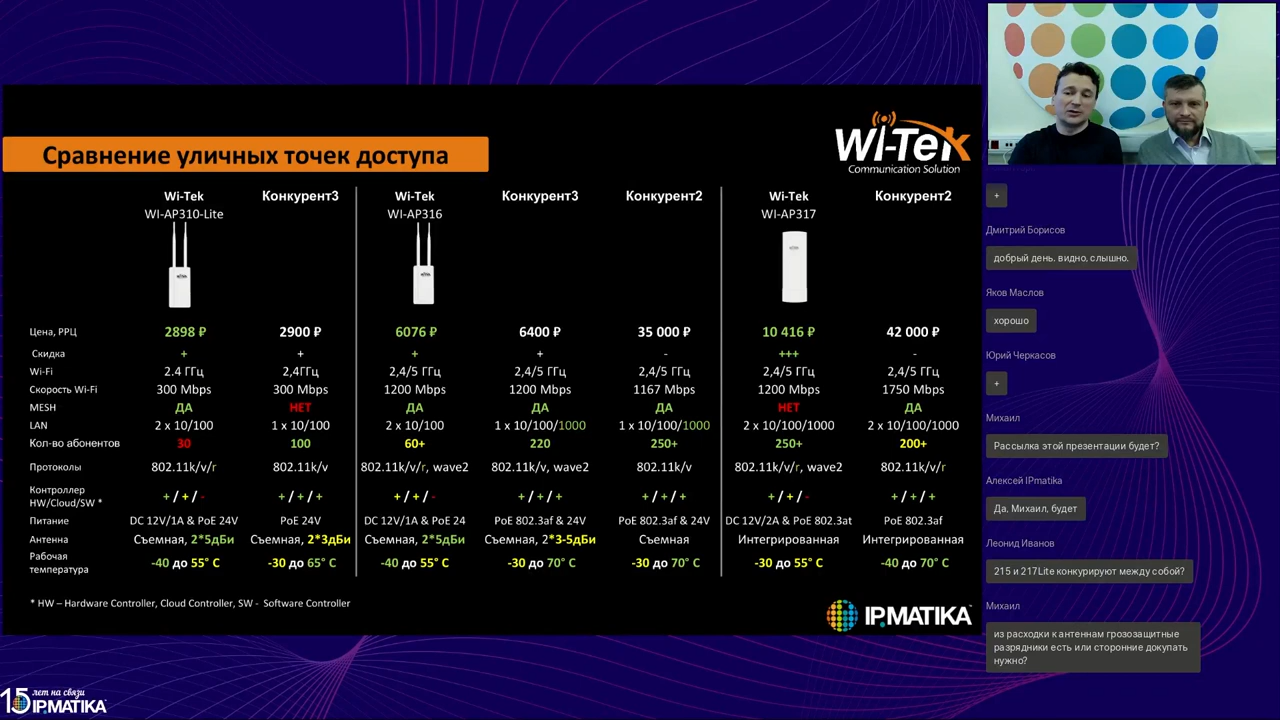 Сравнение уличных точек доступа
Wi-Tek
Communication Solution
Wi-Tek Конкурент3 Wi-Tek Конкурент3 Конкурент2 Wi-Tek Конкурент2
WI-AP310-Lite WI-AP316 WI-AP317
Цена, РРЦ 2898 ₽ 2900 ₽ 6076 ₽ 6400 ₽ 35 000 ₽ 10 416 ₽ 42 000 ₽
Скидка + + + + - +++ -
Wi-Fi 2.4 ГГц 2,4ГГц 2,4/5 ГГц 2,4/5 ГГц 2,4/5 ГГц 2,4/5 ГГц 2,4/5 ГГц
Скорость Wi-Fi 300 Mbps 300 Mbps 1200 Mbps 1200 Mbps 1167 Mbps 1200 Mbps 1750 Mbps
MESH ДА НЕТ ДА ДА ДА НЕТ ДА
LAN 2 x 10/100 1 x 10/100 2 x 10/100 1 x 10/100/1000 1 x 10/100/1000 2 x 10/100/1000 2 x 10/100/1000
Кол-во абонентов 30 100 60+ 220 250+ 250+ 200+
Протоколы 802.11k/v/r 802.11k/v 802.11k/v/r, wave2 802.11k/v, wave2 802.11k/v 802.11k/v/r, wave2 802.11k/v/r
Контроллер
HW/Cloud/SW * + / + / - + / + / + + / + / - + / + / + + / + / + + / + / - + / + / +
Питание DC 12V/1A & PoE 24V PoE 24V DC 12V/1A & PoE 24 PoE 802.3af & 24V PoE 802.3af & 24V DC 12V/2A & PoE 802.3at PoE 802.3af
Антенна Съемная, 2*5дБи Съемная, 2*3дБи Съемная, 2*5дБи Съемная, 2*3-5дБи Съемная Интегрированная Интегрированная
Рабочая
температура -40 до 55° C -30 до 65° C -40 до 55° C -30 до 70° C -30 до 70° C -30 до 55° C -40 до 70° C
* HW – Hardware Controller, Cloud Controller, SW - Software Controller
IPMATIKA
15 лет на связи
IPMATIKA
+
Дмитрий Борисов
добрый день. видно, слышно.
Яков Маслов
хорошо
Юрий Черкасов
+
Михаил
Рассылка этой презентации будет?
Алексей IPmatika
Да, Михаил, будет
Леонид Иванов
215 и 217Lite конкурируют между собой?
Михаил
из расходки к антеннам грозозащитные
разрядники есть или сторонние докупать
нужно?